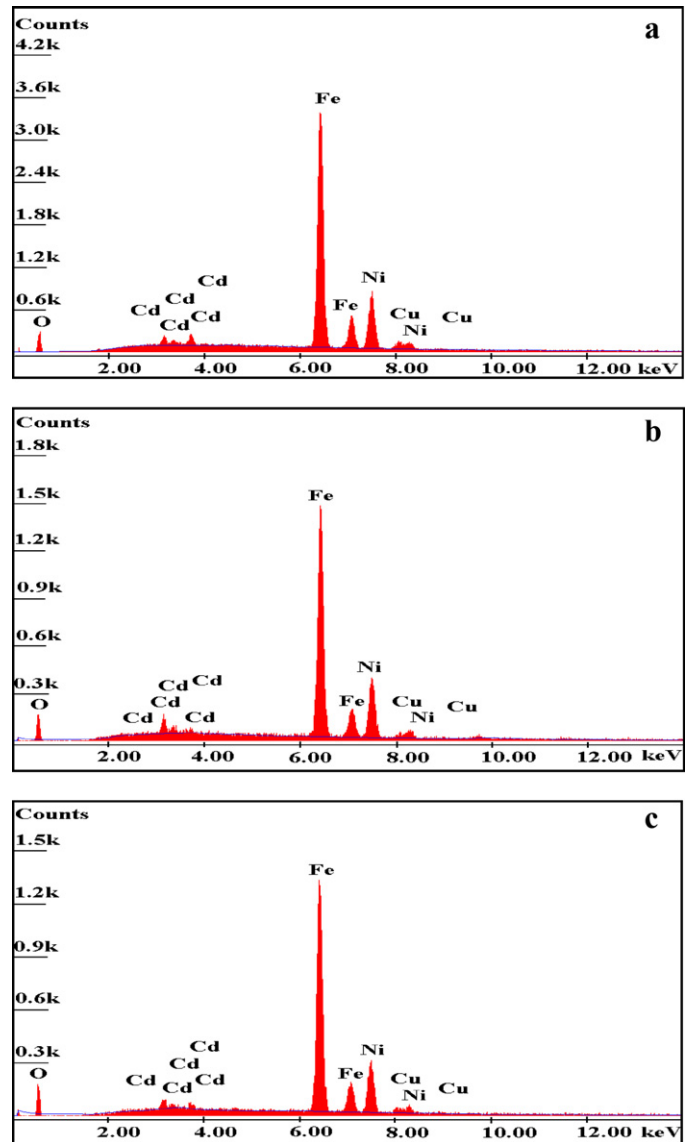 Counts a
4.2k
3.6k Fe
3.0k
2.4k
1.8k
1.2k Cd Ni
0.6k Cd Cd Fe Cu Cu
O Cd Cd Ni
2.00 4.00 6.00 8.00 10.00 12.00 keV
Counts b
1.8k
1.5k Fe
1.2k
0.9k
0.6k Cd Cd Ni
0.3k Cd Fe Cu Cu
O Cd Cd Ni
2.00 4.00 6.00 8.00 10.00 12.00 keV
Counts c
1.5k
Fe
1.2k
0.9k
0.6k
Cd Ni
0.3k Cd
O Cd Cd Cd Fe Cu Cu
Ni
2.00 4.00 6.00 8.00 10.00 12.00 keV